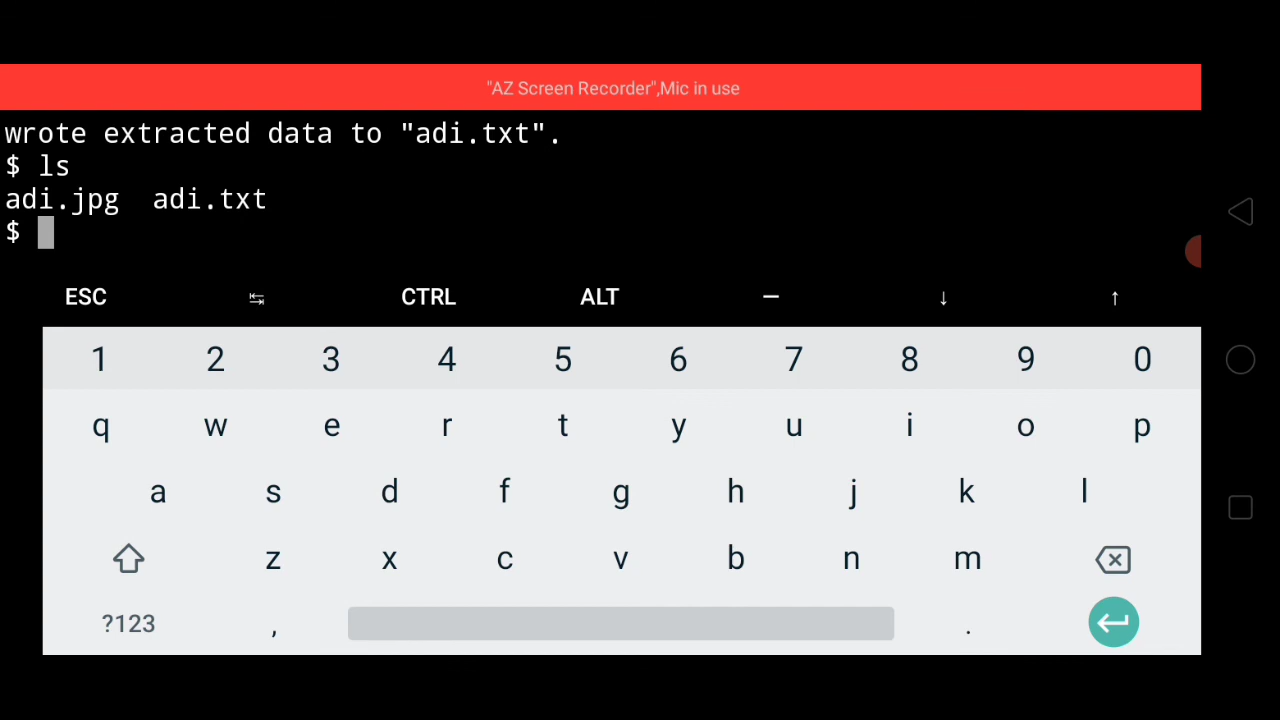 "AZ Screen Recorder",Mic in use
wrote extracted data to "adi.txt".
$ ls
adi.jpg  adi.txt
$
ESC ↹ CTRL ALT — ↓ ↑
1 2 3 4 5 6 7 8 9 0
q w e r t y u i o p
a s d f g h j k l
z x c v b n m
?123 , .